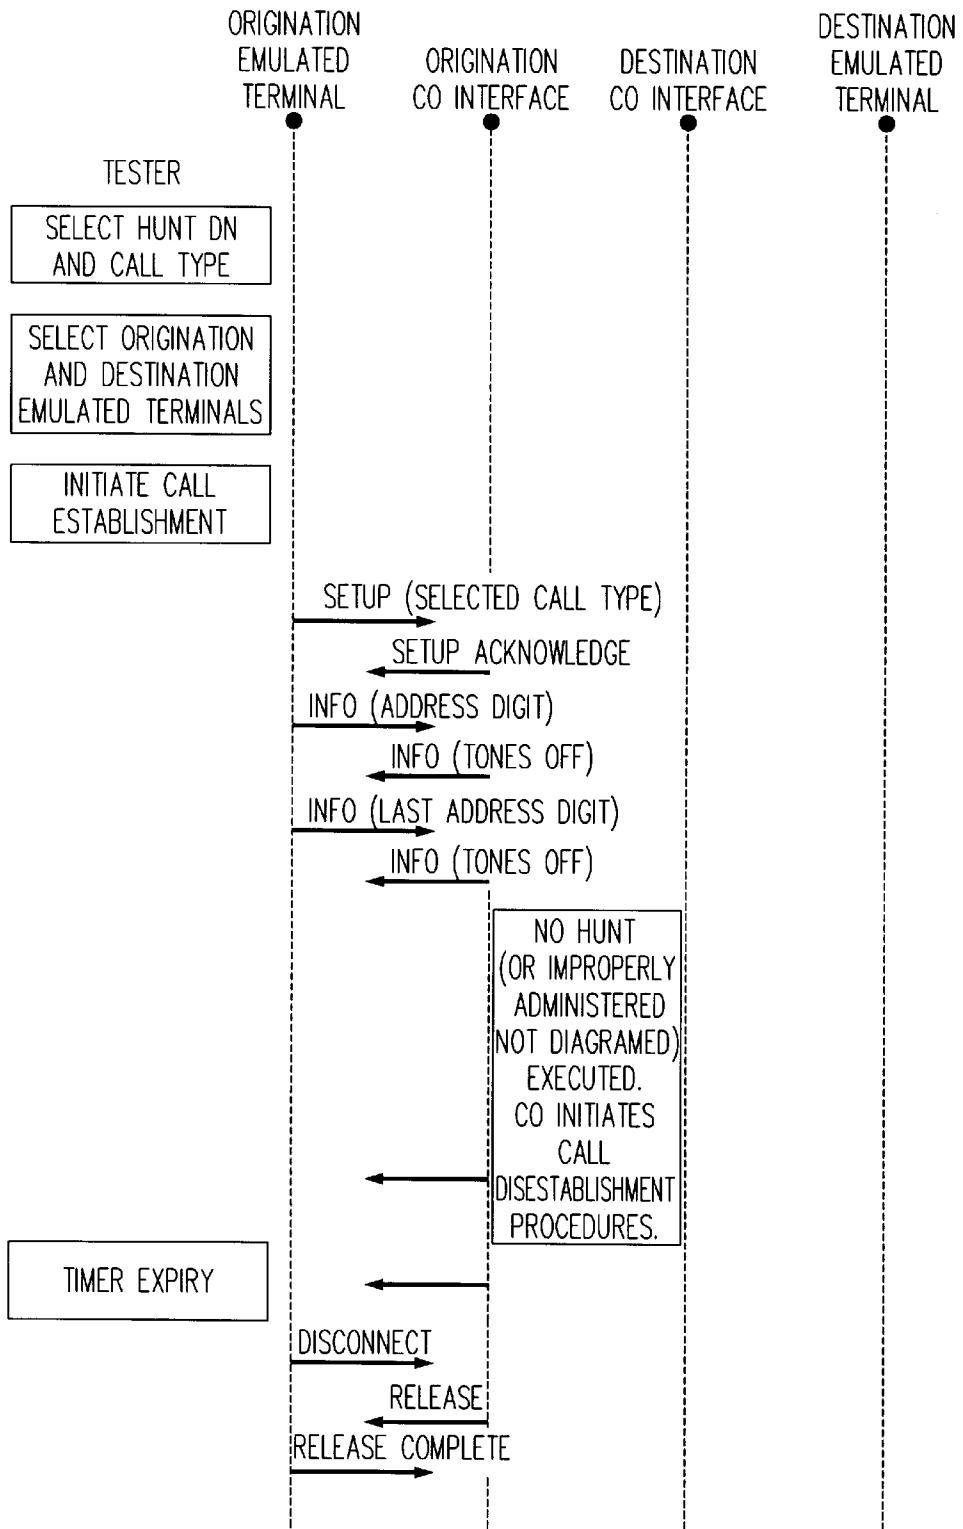 ORIGINATION
EMULATED
TERMINAL
ORIGINATION
CO INTERFACE
DESTINATION
CO INTERFACE
DESTINATION
EMULATED
TERMINAL
TESTER
SELECT HUNT DN
AND CALL TYPE
SELECT ORIGINATION
AND DESTINATION
EMULATED TERMINALS
INITIATE CALL
ESTABLISHMENT
SETUP (SELECTED CALL TYPE)
SETUP ACKNOWLEDGE
INFO (ADDRESS DIGIT)
INFO (TONES OFF)
INFO (LAST ADDRESS DIGIT)
INFO (TONES OFF)
NO HUNT
(OR IMPROPERLY
ADMINISTERED
NOT DIAGRAMED)
EXECUTED.
CO INITIATES
CALL
DISESTABLISHMENT
PROCEDURES.
TIMER EXPIRY
DISCONNECT
RELEASE
RELEASE COMPLETE